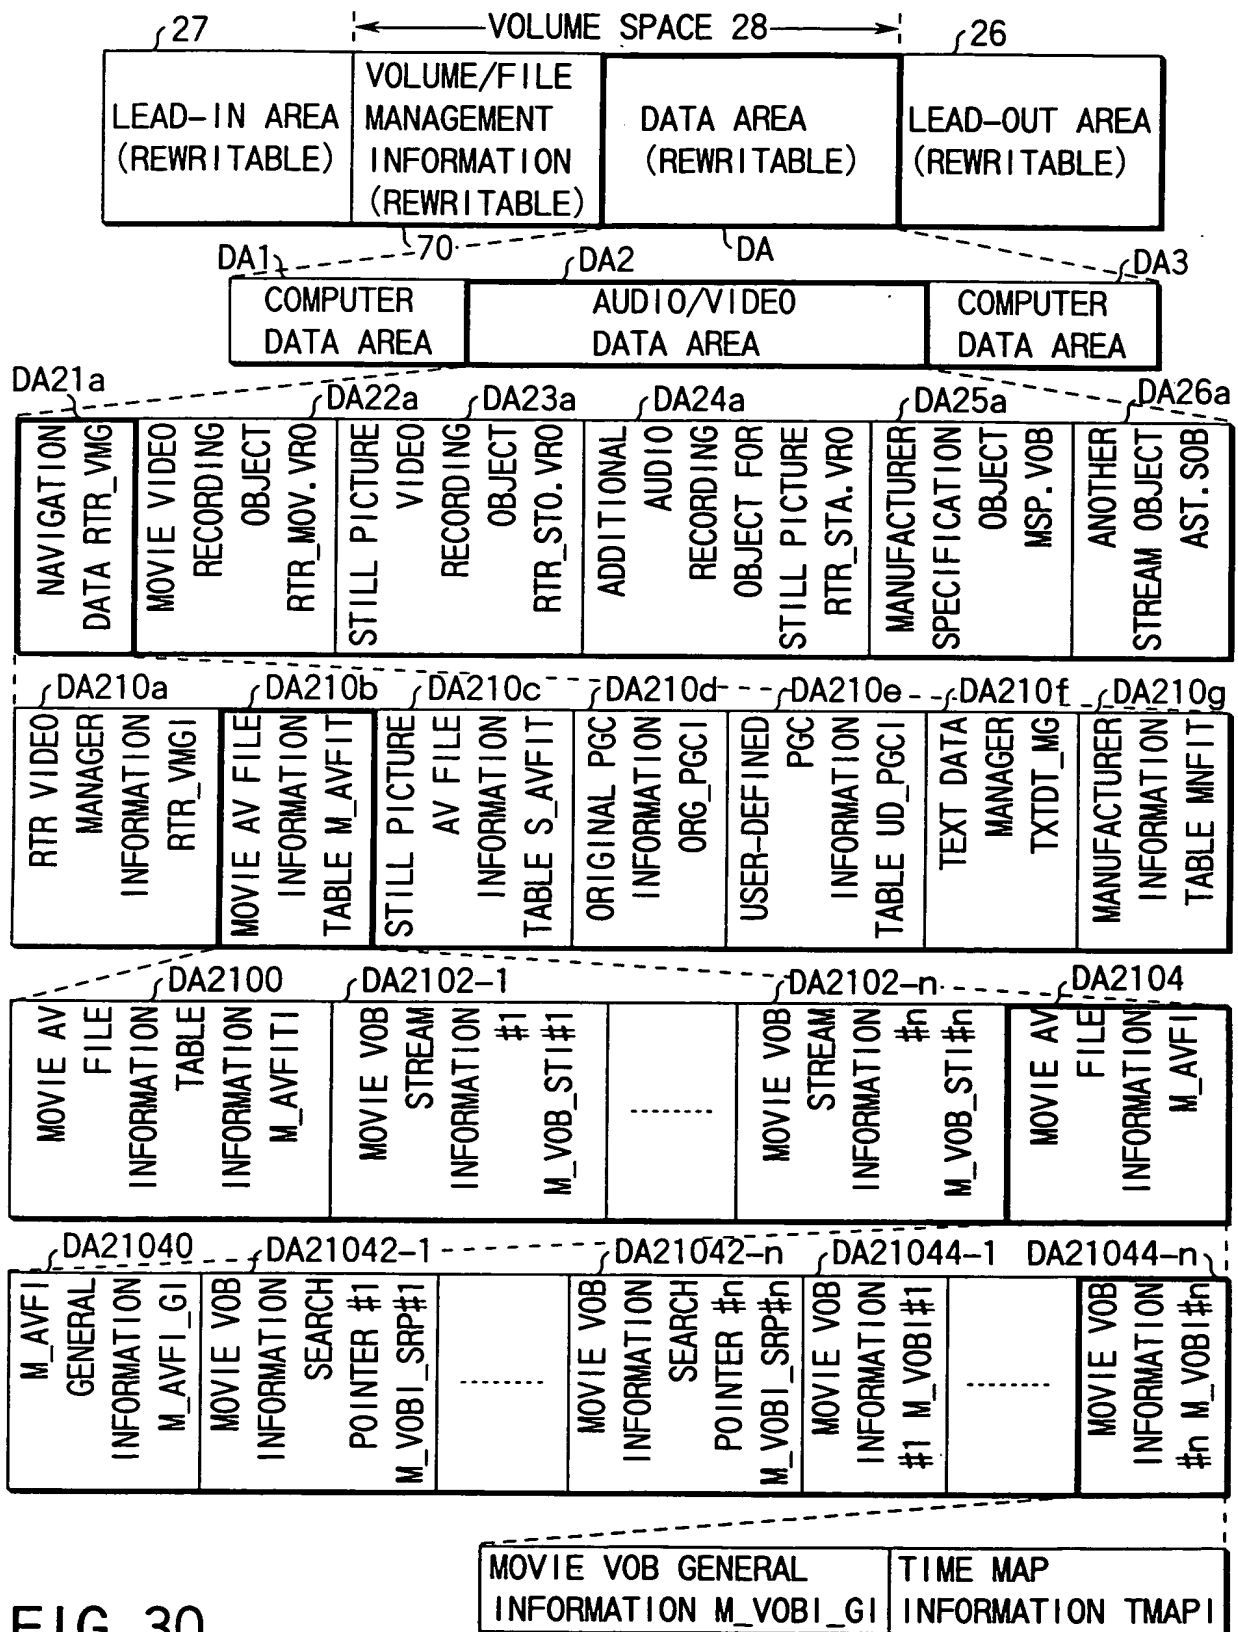 27
VOLUME SPACE 28
26
LEAD-IN AREA
(REWRITABLE)
VOLUME/FILE
MANAGEMENT
INFORMATION
(REWRITABLE)
DATA AREA
(REWRITABLE)
LEAD-OUT AREA
(REWRITABLE)
70
DA
DA1
DA2
DA3
COMPUTER
DATA AREA
AUDIO/VIDEO
DATA AREA
COMPUTER
DATA AREA
DA21a
DA22a
DA23a
DA24a
DA25a
DA26a
NAVIGATION
DATA RTR_VMG
MOVIE VIDEO
RECORDING
OBJECT
RTR_MOV.VRO
STILL PICTURE
VIDEO
RECORDING
OBJECT
RTR_STO.VRO
ADDITIONAL
AUDIO
RECORDING
OBJECT FOR
STILL PICTURE
RTR_STA.VRO
MANUFACTURER
SPECIFICATION
OBJECT
MSP.VOB
ANOTHER
STREAM OBJECT
AST.SOB
DA210a
DA210b
DA210c
DA210d
DA210e
DA210f
DA210g
RTR VIDEO
MANAGER
INFORMATION
RTR_VMGI
MOVIE AV FILE
INFORMATION
TABLE M_AVFIT
STILL PICTURE
AV FILE
INFORMATION
TABLE S_AVFIT
ORIGINAL PGC
INFORMATION
ORG_PGCI
USER-DEFINED
PGC
INFORMATION
TABLE UD_PGCI
TEXT DATA
MANAGER
TXTDT_MG
MANUFACTURER
INFORMATION
TABLE MNFIT
DA2100
DA2102-1
DA2102-n
DA2104
MOVIE AV
FILE
INFORMATION
TABLE
INFORMATION
M_AVFITI
MOVIE VOB
STREAM
INFORMATION
#1
M_VOB_STI#1
MOVIE VOB
STREAM
INFORMATION
#n
M_VOB_STI#n
MOVIE AV
FILE
INFORMATION
M_AVFI
DA21040
DA21042-1
DA21042-n
DA21044-1
DA21044-n
M_AVFI
GENERAL
INFORMATION
M_AVFI_GI
MOVIE VOB
INFORMATION
SEARCH
POINTER #1
M_VOBI_SRP#1
MOVIE VOB
INFORMATION
SEARCH
POINTER #n
M_VOBI_SRP#n
MOVIE VOB
INFORMATION
#1 M_VOBI#1
MOVIE VOB
INFORMATION
#n M_VOBI#n
MOVIE VOB GENERAL
INFORMATION M_VOBI_GI
TIME MAP
INFORMATION TMAPI
FIG. 30